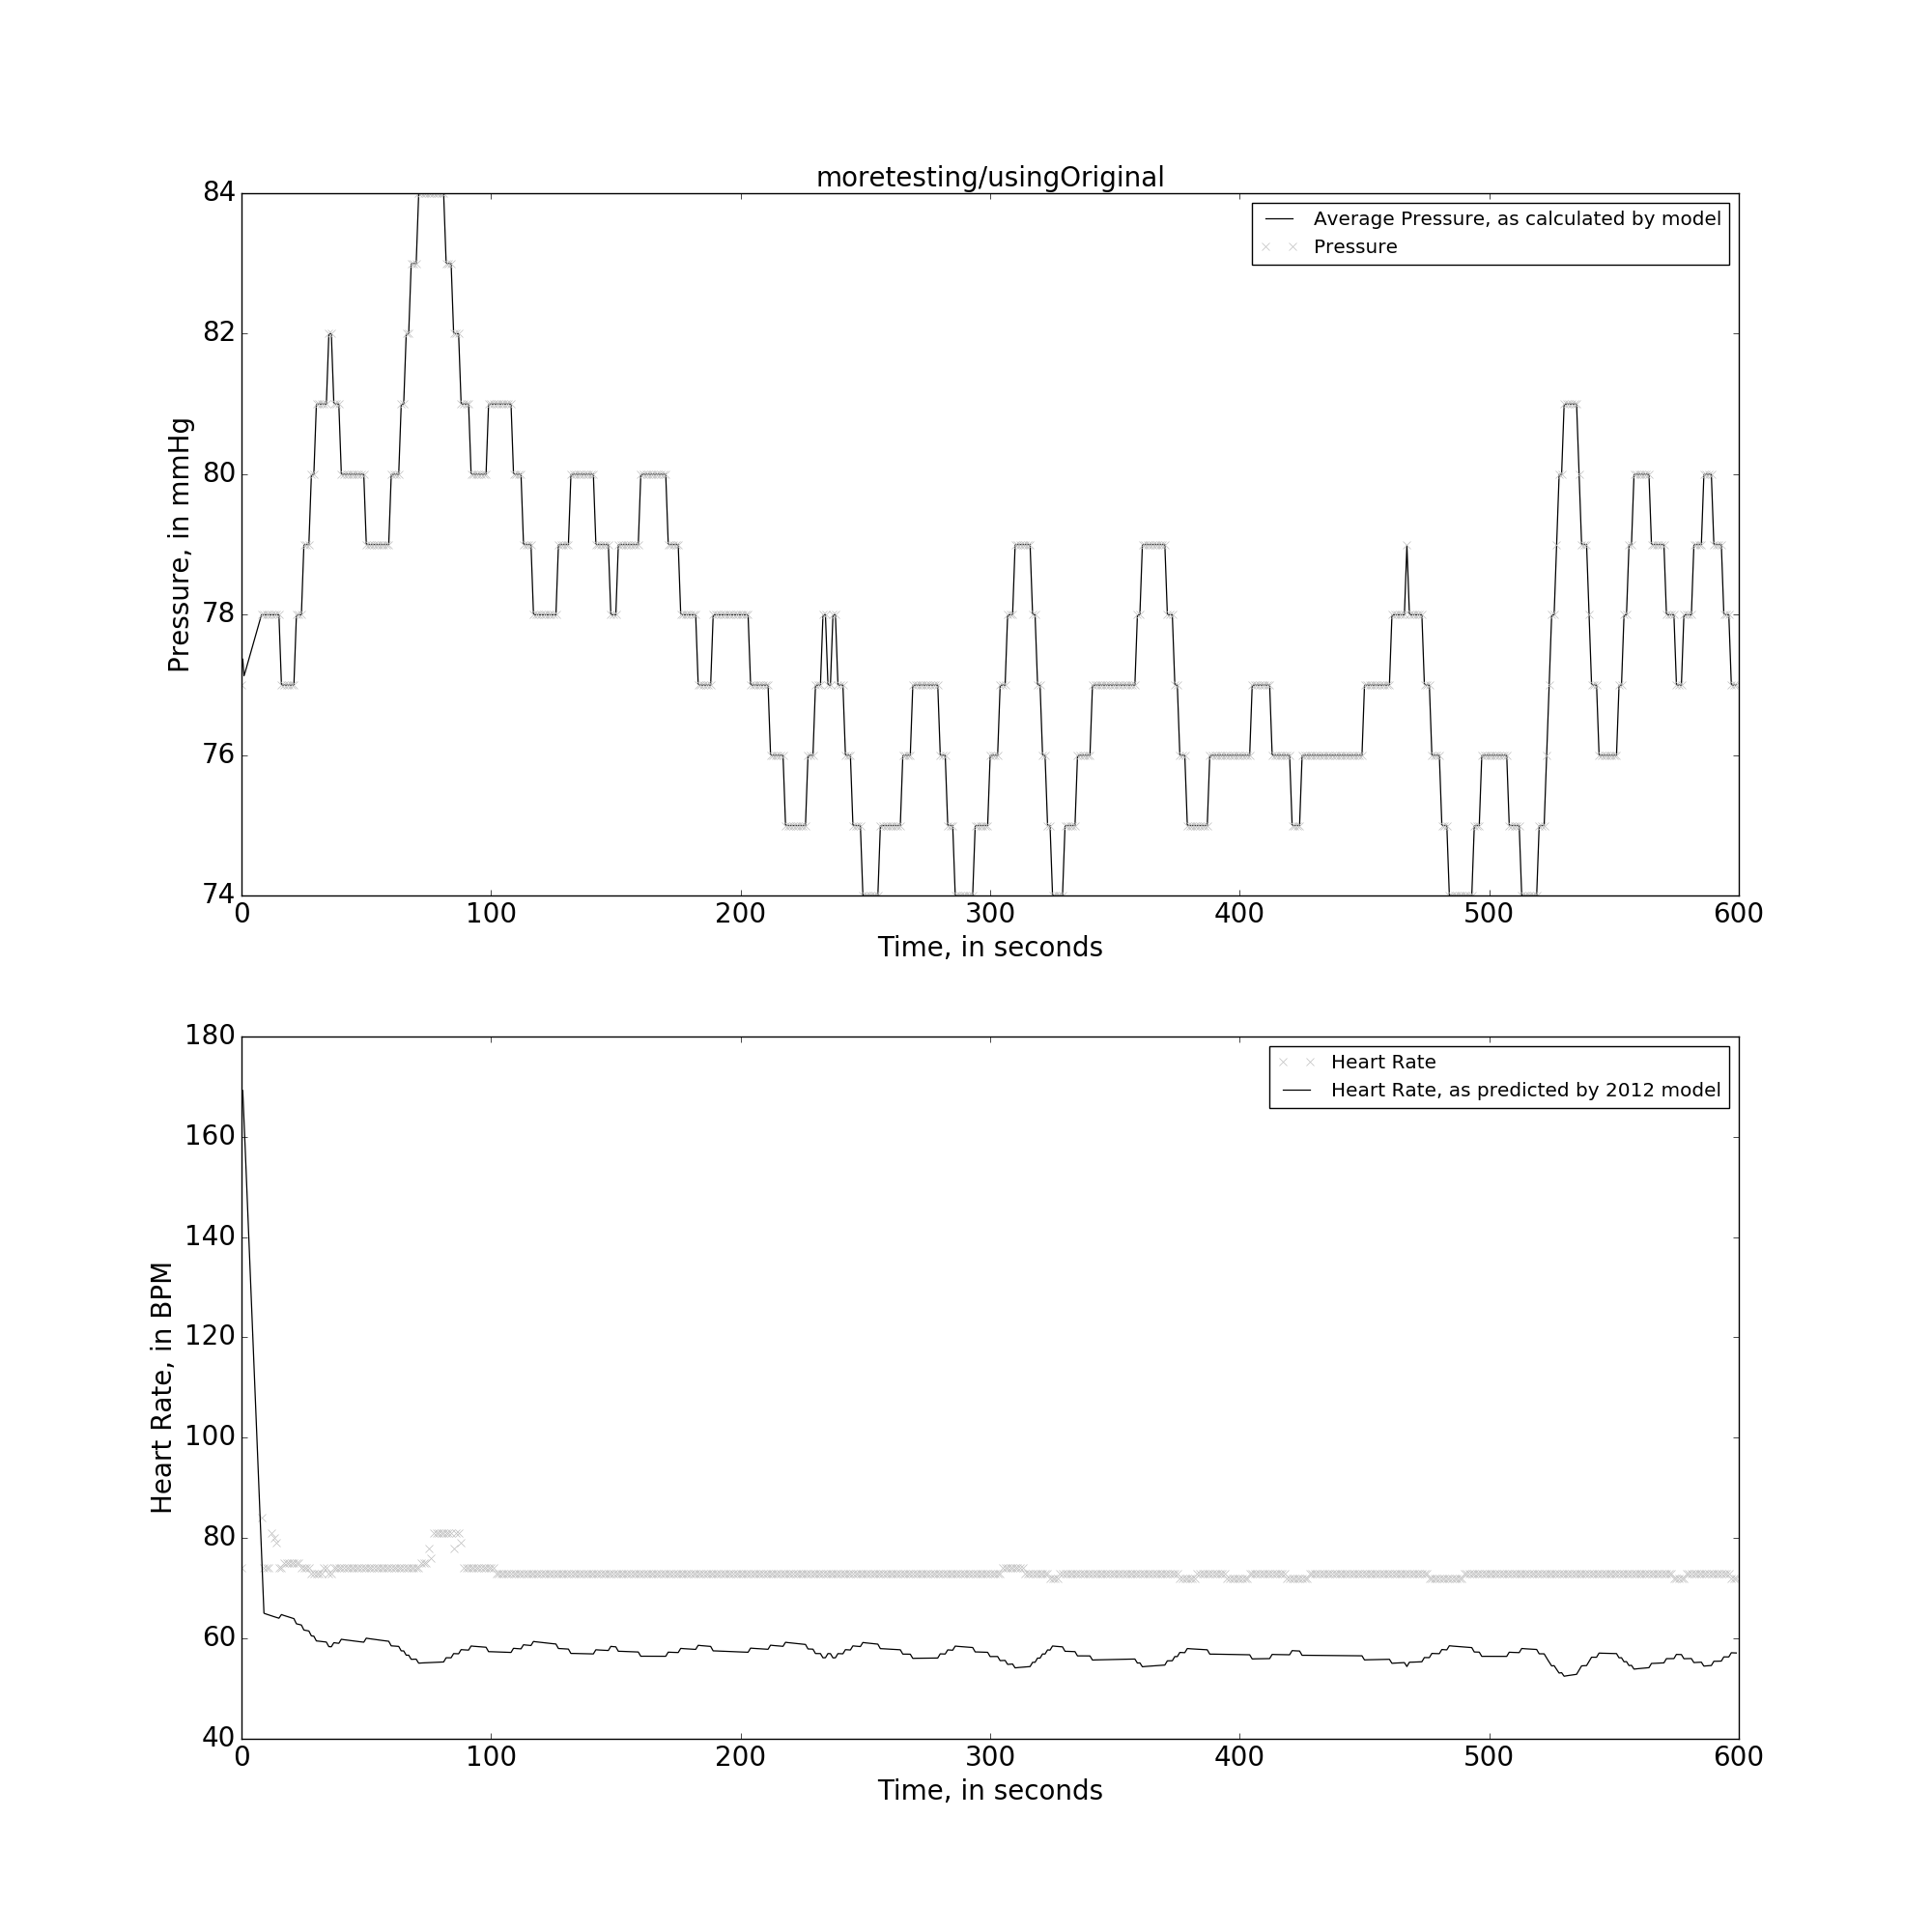 moretesting/usingOriginal
84
82
80
78
76
74
Pressure, in mmHg
Average Pressure, as calculated by model
Pressure
0 100 200 300 400 500 600
Time, in seconds
180
160
140
120
100
80
60
40
Heart Rate, in BPM
Heart Rate
Heart Rate, as predicted by 2012 model
0 100 200 300 400 500 600
Time, in seconds